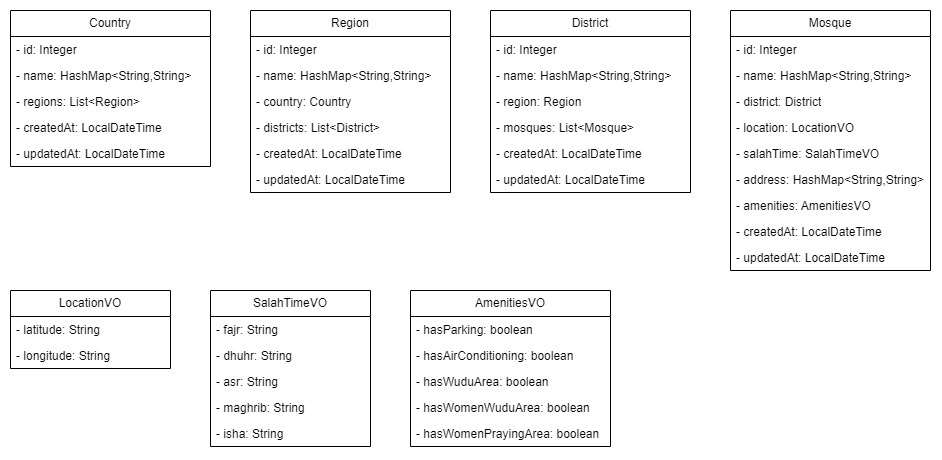 Country
- id: Integer
- name: HashMap<String,String>
- regions: List<Region>
- createdAt: LocalDateTime
- updatedAt: LocalDateTime
Region
- id: Integer
- name: HashMap<String,String>
- country: Country
- districts: List<District>
- createdAt: LocalDateTime
- updatedAt: LocalDateTime
District
- id: Integer
- name: HashMap<String,String>
- region: Region
- mosques: List<Mosque>
- createdAt: LocalDateTime
- updatedAt: LocalDateTime
Mosque
- id: Integer
- name: HashMap<String,String>
- district: District
- location: LocationVO
- salahTime: SalahTimeVO
- address: HashMap<String,String>
- amenities: AmenitiesVO
- createdAt: LocalDateTime
- updatedAt: LocalDateTime
LocationVO
- latitude: String
- longitude: String
SalahTimeVO
- fajr: String
- dhuhr: String
- asr: String
- maghrib: String
- isha: String
AmenitiesVO
- hasParking: boolean
- hasAirConditioning: boolean
- hasWuduArea: boolean
- hasWomenWuduArea: boolean
- hasWomenPrayingArea: boolean